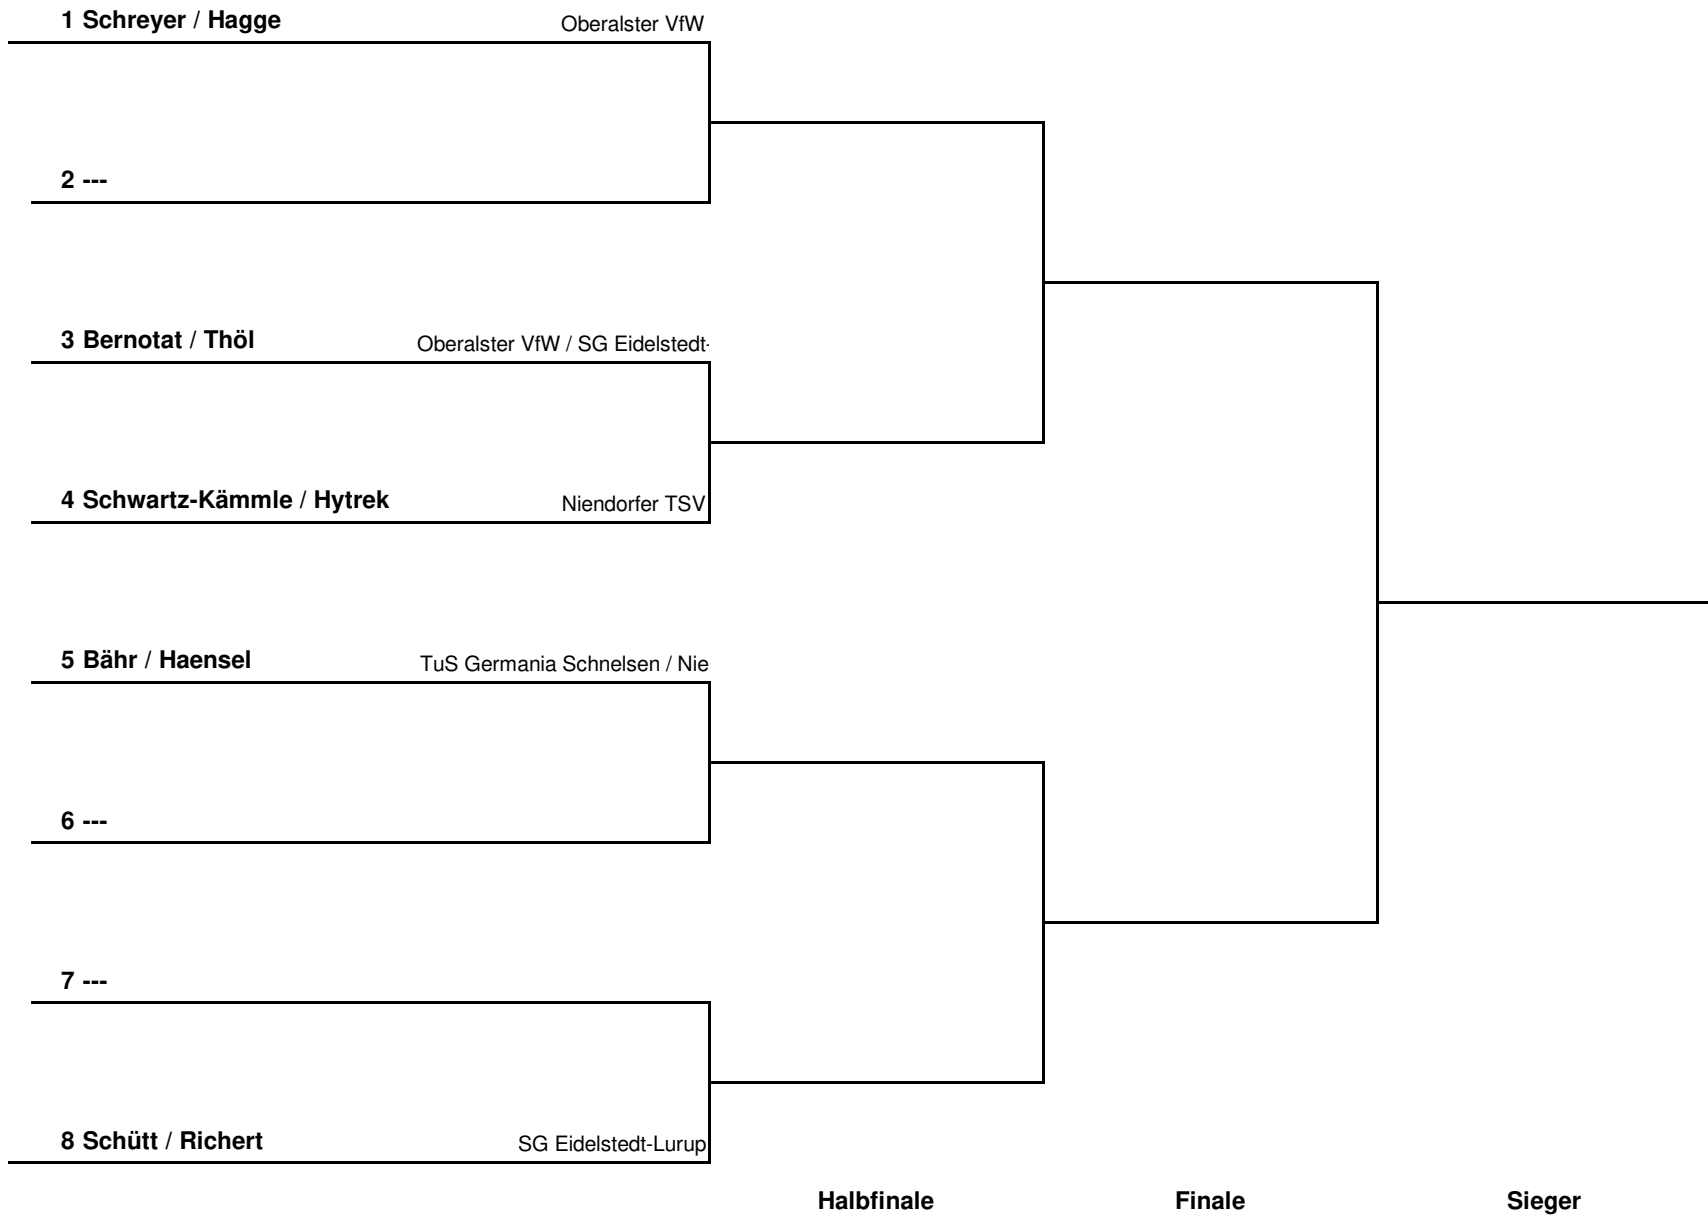 1 Schreyer / Hagge Oberalster VfW
2 ---
3 Bernotat / Thöl Oberalster VfW / SG Eidelstedt-
4 Schwartz-Kämmle / Hytrek Niendorfer TSV
5 Bähr / Haensel TuS Germania Schnelsen / Nie
6 ---
7 ---
8 Schütt / Richert SG Eidelstedt-Lurup
Halbfinale Finale Sieger